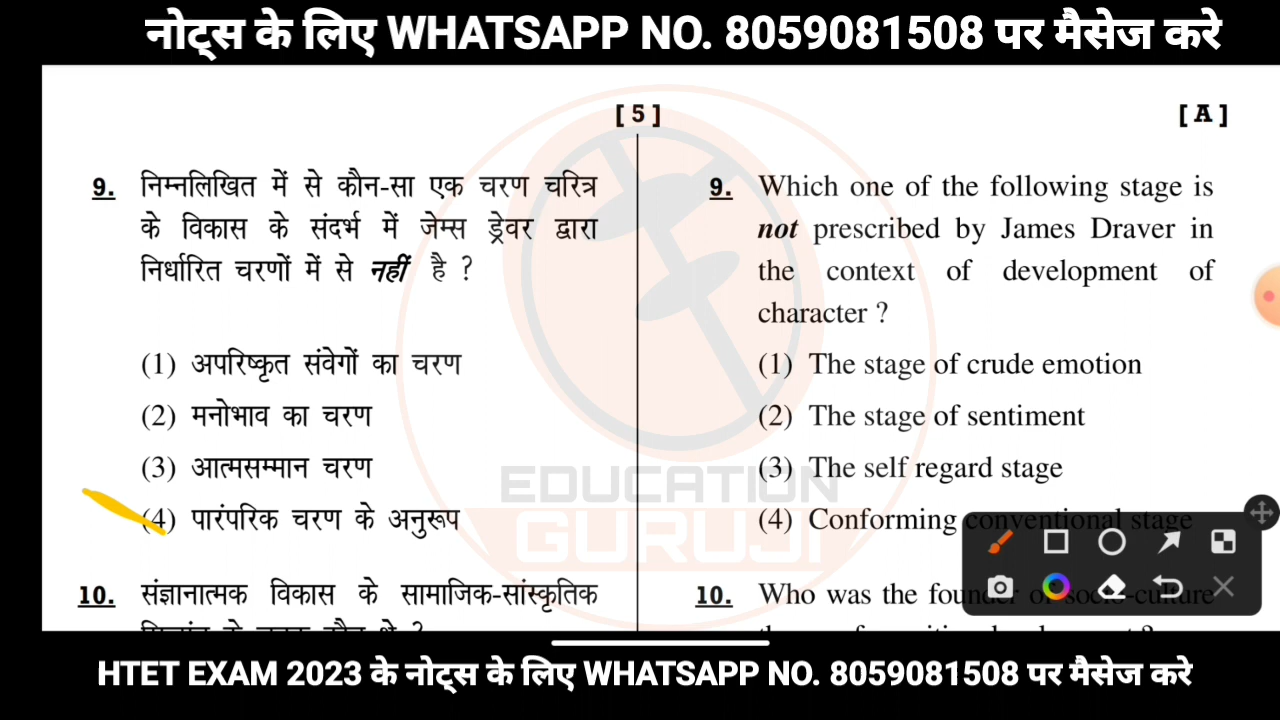 नोट्स के लिए WHATSAPP NO. 8059081508 पर मैसेज करे
[ 5 ]
[ A ]
9. निम्नलिखित में से कौन-सा एक चरण चरित्र
के विकास के संदर्भ में जेम्स ड्रेवर द्वारा
निर्धारित चरणों में से नहीं है ?
(1) अपरिष्कृत संवेगों का चरण
(2) मनोभाव का चरण
(3) आत्मसम्मान चरण
(4) पारंपरिक चरण के अनुरूप
10. संज्ञानात्मक विकास के सामाजिक-सांस्कृतिक
9. Which one of the following stage is
not prescribed by James Draver in
the context of development of
character ?
(1) The stage of crude emotion
(2) The stage of sentiment
(3) The self regard stage
(4) Conforming conventional stage
10. Who was the founder of socio-culture
EDUCATION
GURUJI
HTET EXAM 2023 के नोट्स के लिए WHATSAPP NO. 8059081508 पर मैसेज करे